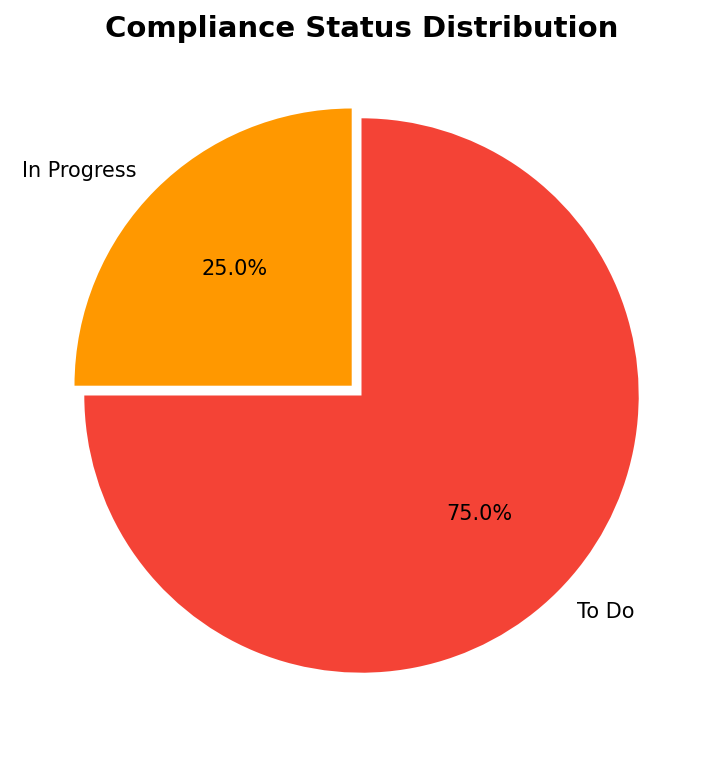 Compliance Status Distribution
In Progress
25.0%
75.0%
To Do